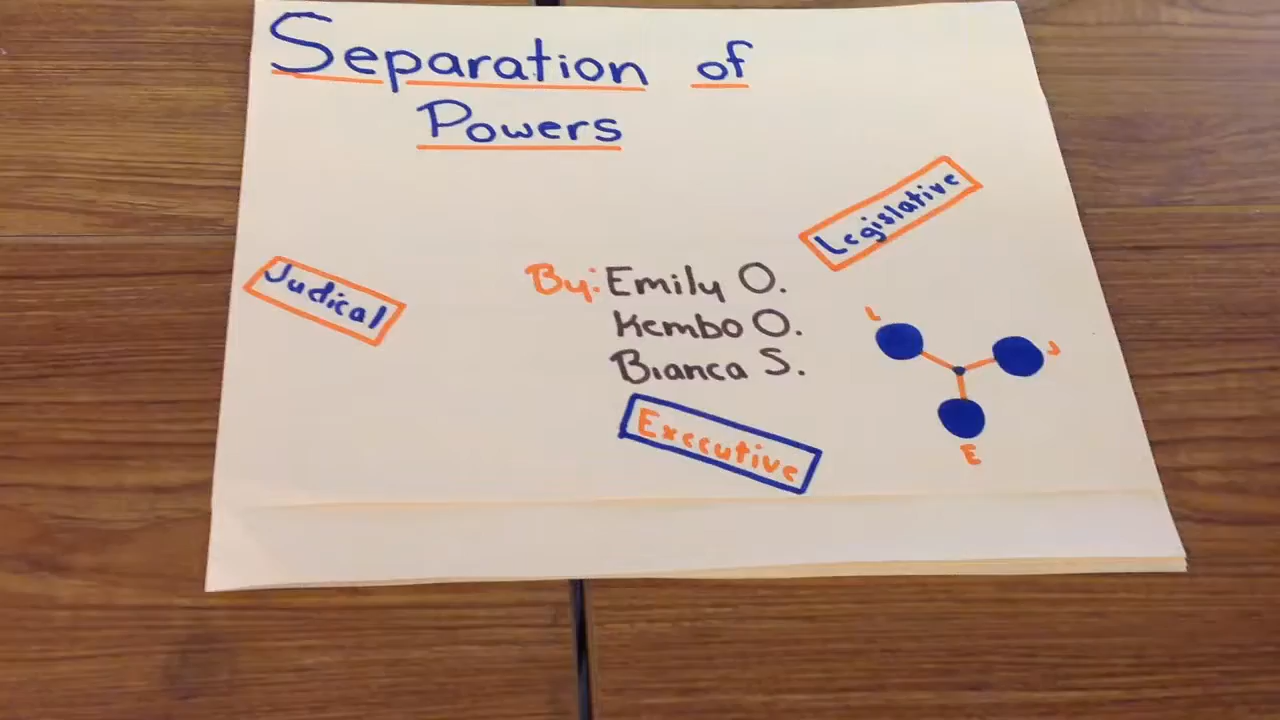 Separation of
Powers
Legislative
Judical
By: Emily O.
Kembo O.
Bianca S.
L
J
E
Executive